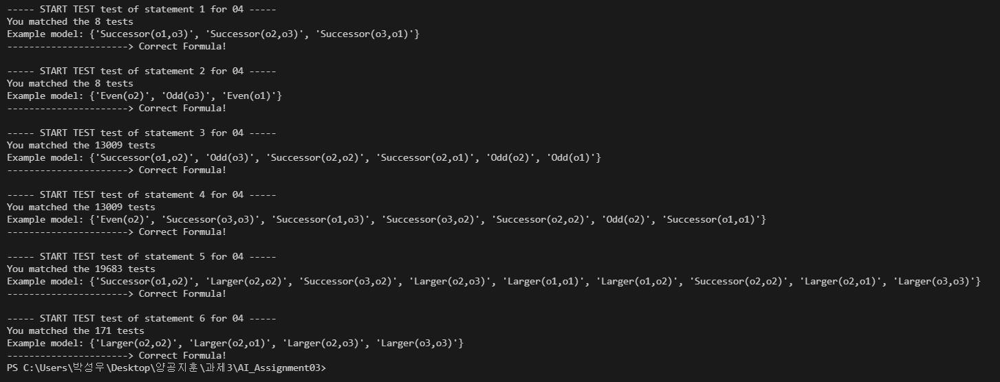 ----- START TEST test of statement 1 for 04 -----
You matched the 8 tests
Example model: {'Successor(o1,o3)', 'Successor(o2,o3)', 'Successor(o3,o1)'}
----------------------> Correct Formula!
----- START TEST test of statement 2 for 04 -----
You matched the 8 tests
Example model: {'Even(o2)', 'Odd(o3)', 'Even(o1)'}
----------------------> Correct Formula!
----- START TEST test of statement 3 for 04 -----
You matched the 13009 tests
Example model: {'Successor(o1,o2)', 'Odd(o3)', 'Successor(o2,o2)', 'Successor(o2,o1)', 'Odd(o2)', 'Odd(o1)'}
----------------------> Correct Formula!
----- START TEST test of statement 4 for 04 -----
You matched the 13009 tests
Example model: {'Even(o2)', 'Successor(o3,o3)', 'Successor(o1,o3)', 'Successor(o3,o2)', 'Successor(o2,o2)', 'Odd(o2)', 'Successor(o1,o1)'}
----------------------> Correct Formula!
----- START TEST test of statement 5 for 04 -----
You matched the 19683 tests
Example model: {'Successor(o1,o2)', 'Larger(o2,o2)', 'Successor(o3,o2)', 'Larger(o2,o3)', 'Larger(o1,o1)', 'Larger(o1,o2)', 'Successor(o2,o2)', 'Larger(o2,o1)', 'Larger(o3,o3)'}
----------------------> Correct Formula!
----- START TEST test of statement 6 for 04 -----
You matched the 171 tests
Example model: {'Larger(o2,o2)', 'Larger(o2,o1)', 'Larger(o2,o3)', 'Larger(o3,o3)'}
----------------------> Correct Formula!
PS C:\Users\박성우\Desktop\양공지훈\과제3\AI_Assignment03>